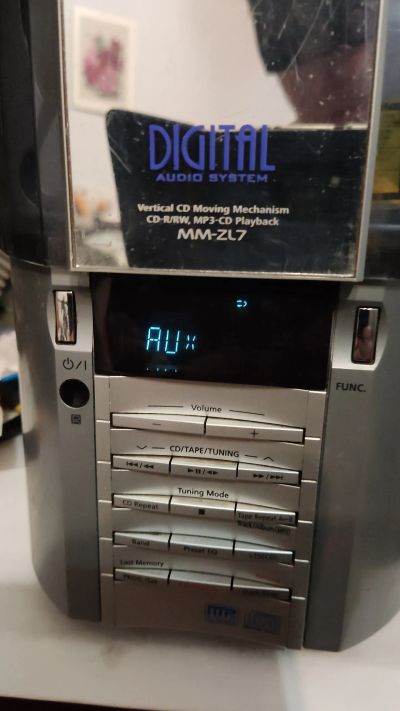 DIGITAL
AUDIO SYSTEM
Vertical CD Moving Mechanism
CD-R/RW, MP3-CD Playback
MM-ZL7
AUX
FUNC.
Volume
− +
CD/TAPE/TUNING
Tuning Mode
CD Repeat
Band Preset EQ
Last Memory